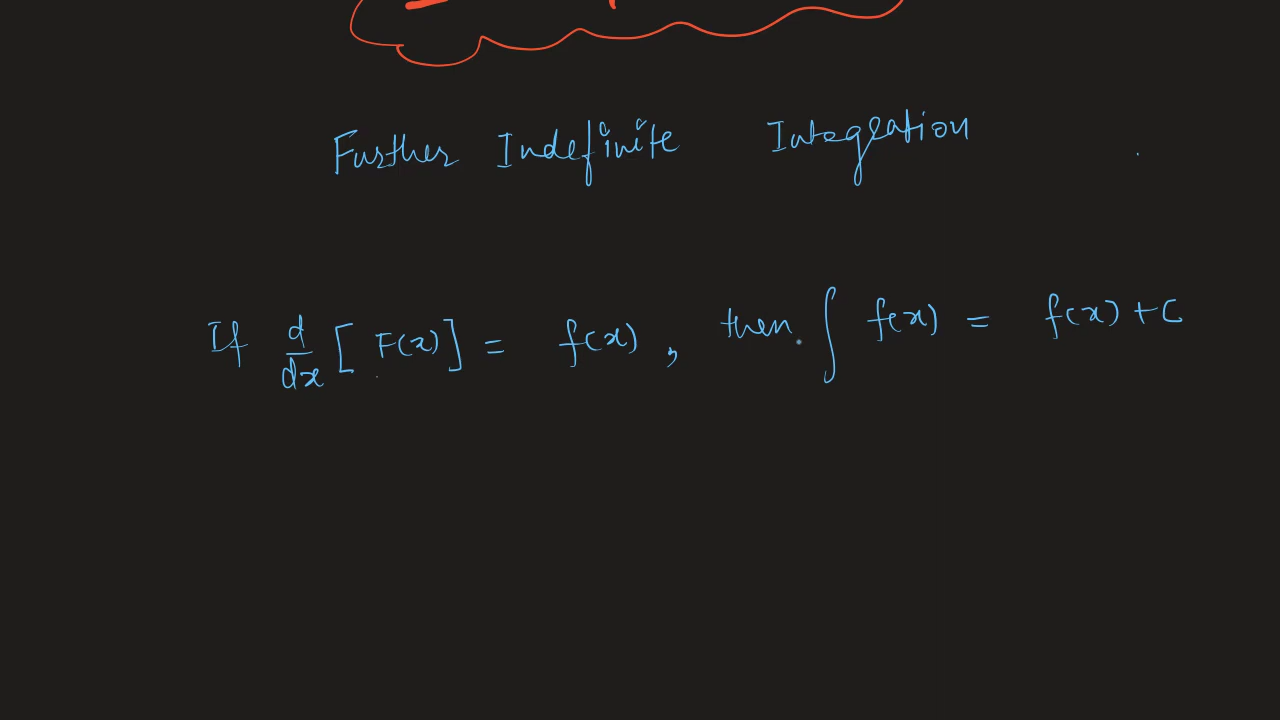 Further Indefinite Integration
If d/dx [F(x)] = f(x), then ∫ f(x) = f(x) + C